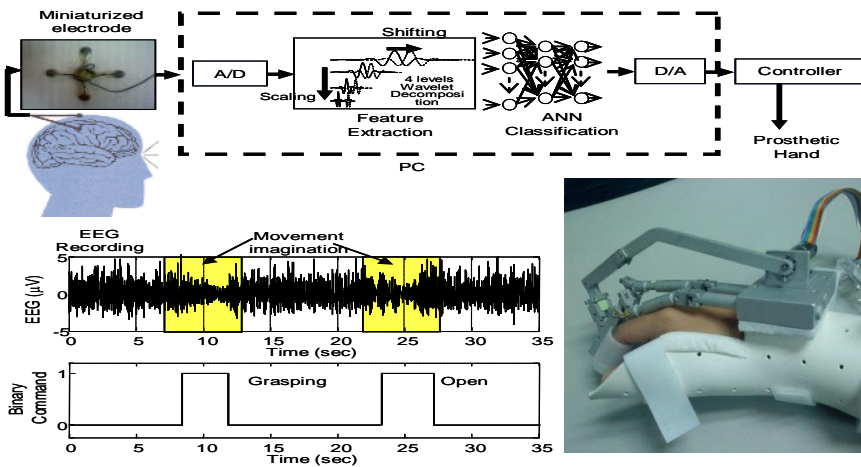 Miniaturized
electrode
A/D
Shifting
Scaling
4 levels
Wavelet
Decomposi
tion
Feature
Extraction
ANN
Classification
D/A
Controller
PC
Prosthetic
Hand
EEG
Recording
Movement
imagination
EEG (μV)
5
0
-5
0 5 10 15 20 25 30 35
Time (sec)
Binary
Command
1
0
Grasping
Open
0 5 10 15 20 25 30 35
Time (sec)